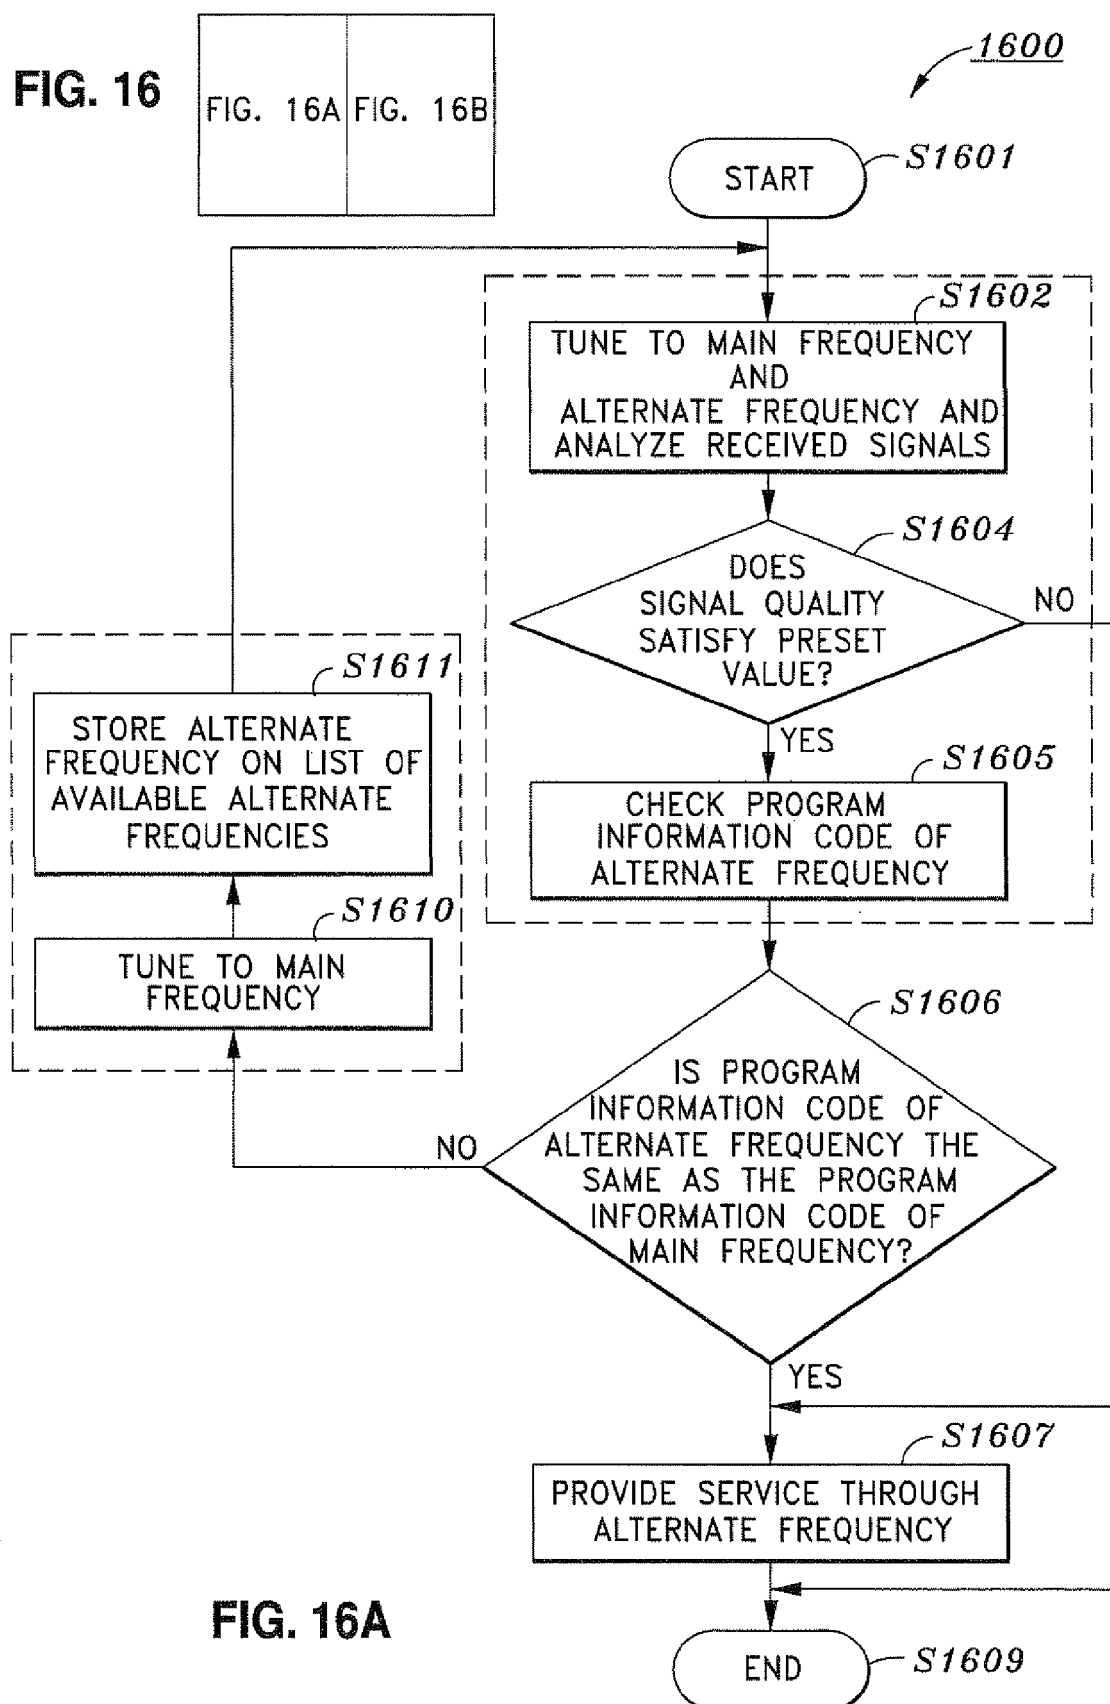 FIG. 16
FIG. 16A
FIG. 16B
1600
START
S1601
S1602
TUNE TO MAIN FREQUENCY
AND
ALTERNATE FREQUENCY AND
ANALYZE RECEIVED SIGNALS
S1604
DOES
SIGNAL QUALITY
SATISFY PRESET
VALUE?
NO
YES
S1605
CHECK PROGRAM
INFORMATION CODE OF
ALTERNATE FREQUENCY
S1611
STORE ALTERNATE
FREQUENCY ON LIST OF
AVAILABLE ALTERNATE
FREQUENCIES
S1610
TUNE TO MAIN
FREQUENCY
S1606
IS PROGRAM
INFORMATION CODE OF
ALTERNATE FREQUENCY THE
SAME AS THE PROGRAM
INFORMATION CODE OF
MAIN FREQUENCY?
NO
YES
S1607
PROVIDE SERVICE THROUGH
ALTERNATE FREQUENCY
FIG. 16A
END
S1609